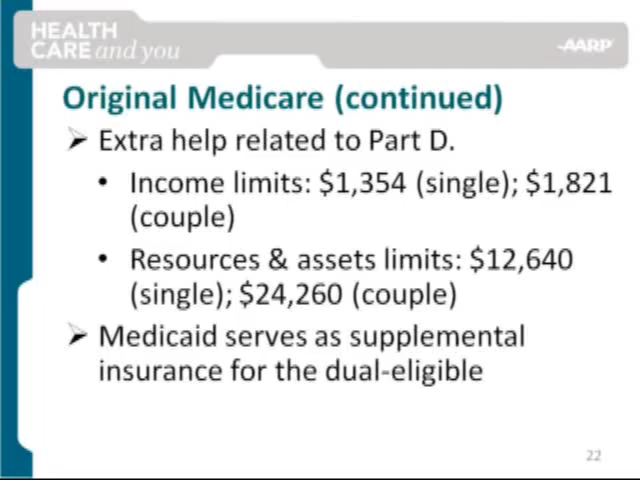 HEALTH
CARE and you
AARP
Original Medicare (continued)
➢ Extra help related to Part D.
• Income limits: $1,354 (single); $1,821
(couple)
• Resources & assets limits: $12,640
(single); $24,260 (couple)
➢ Medicaid serves as supplemental
insurance for the dual-eligible
22